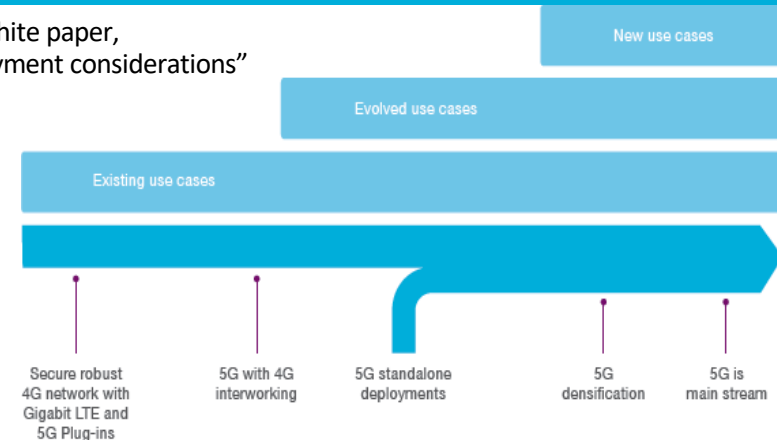 hite paper,
yment considerations”
New use cases
Evolved use cases
Existing use cases
Secure robust
4G network with
Gigabit LTE and
5G Plug-ins
5G with 4G
interworking
5G standalone
deployments
5G
densification
5G is
main stream